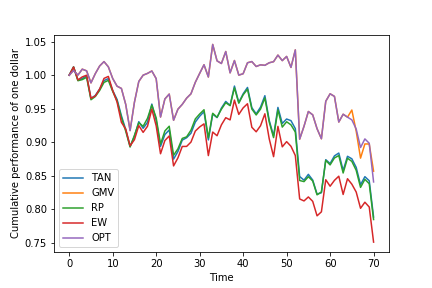 Cumulative performance of one dollar
1.05
1.00
0.95
0.90
0.85
0.80
0.75
TAN
GMV
RP
EW
OPT
0 10 20 30 40 50 60 70
Time